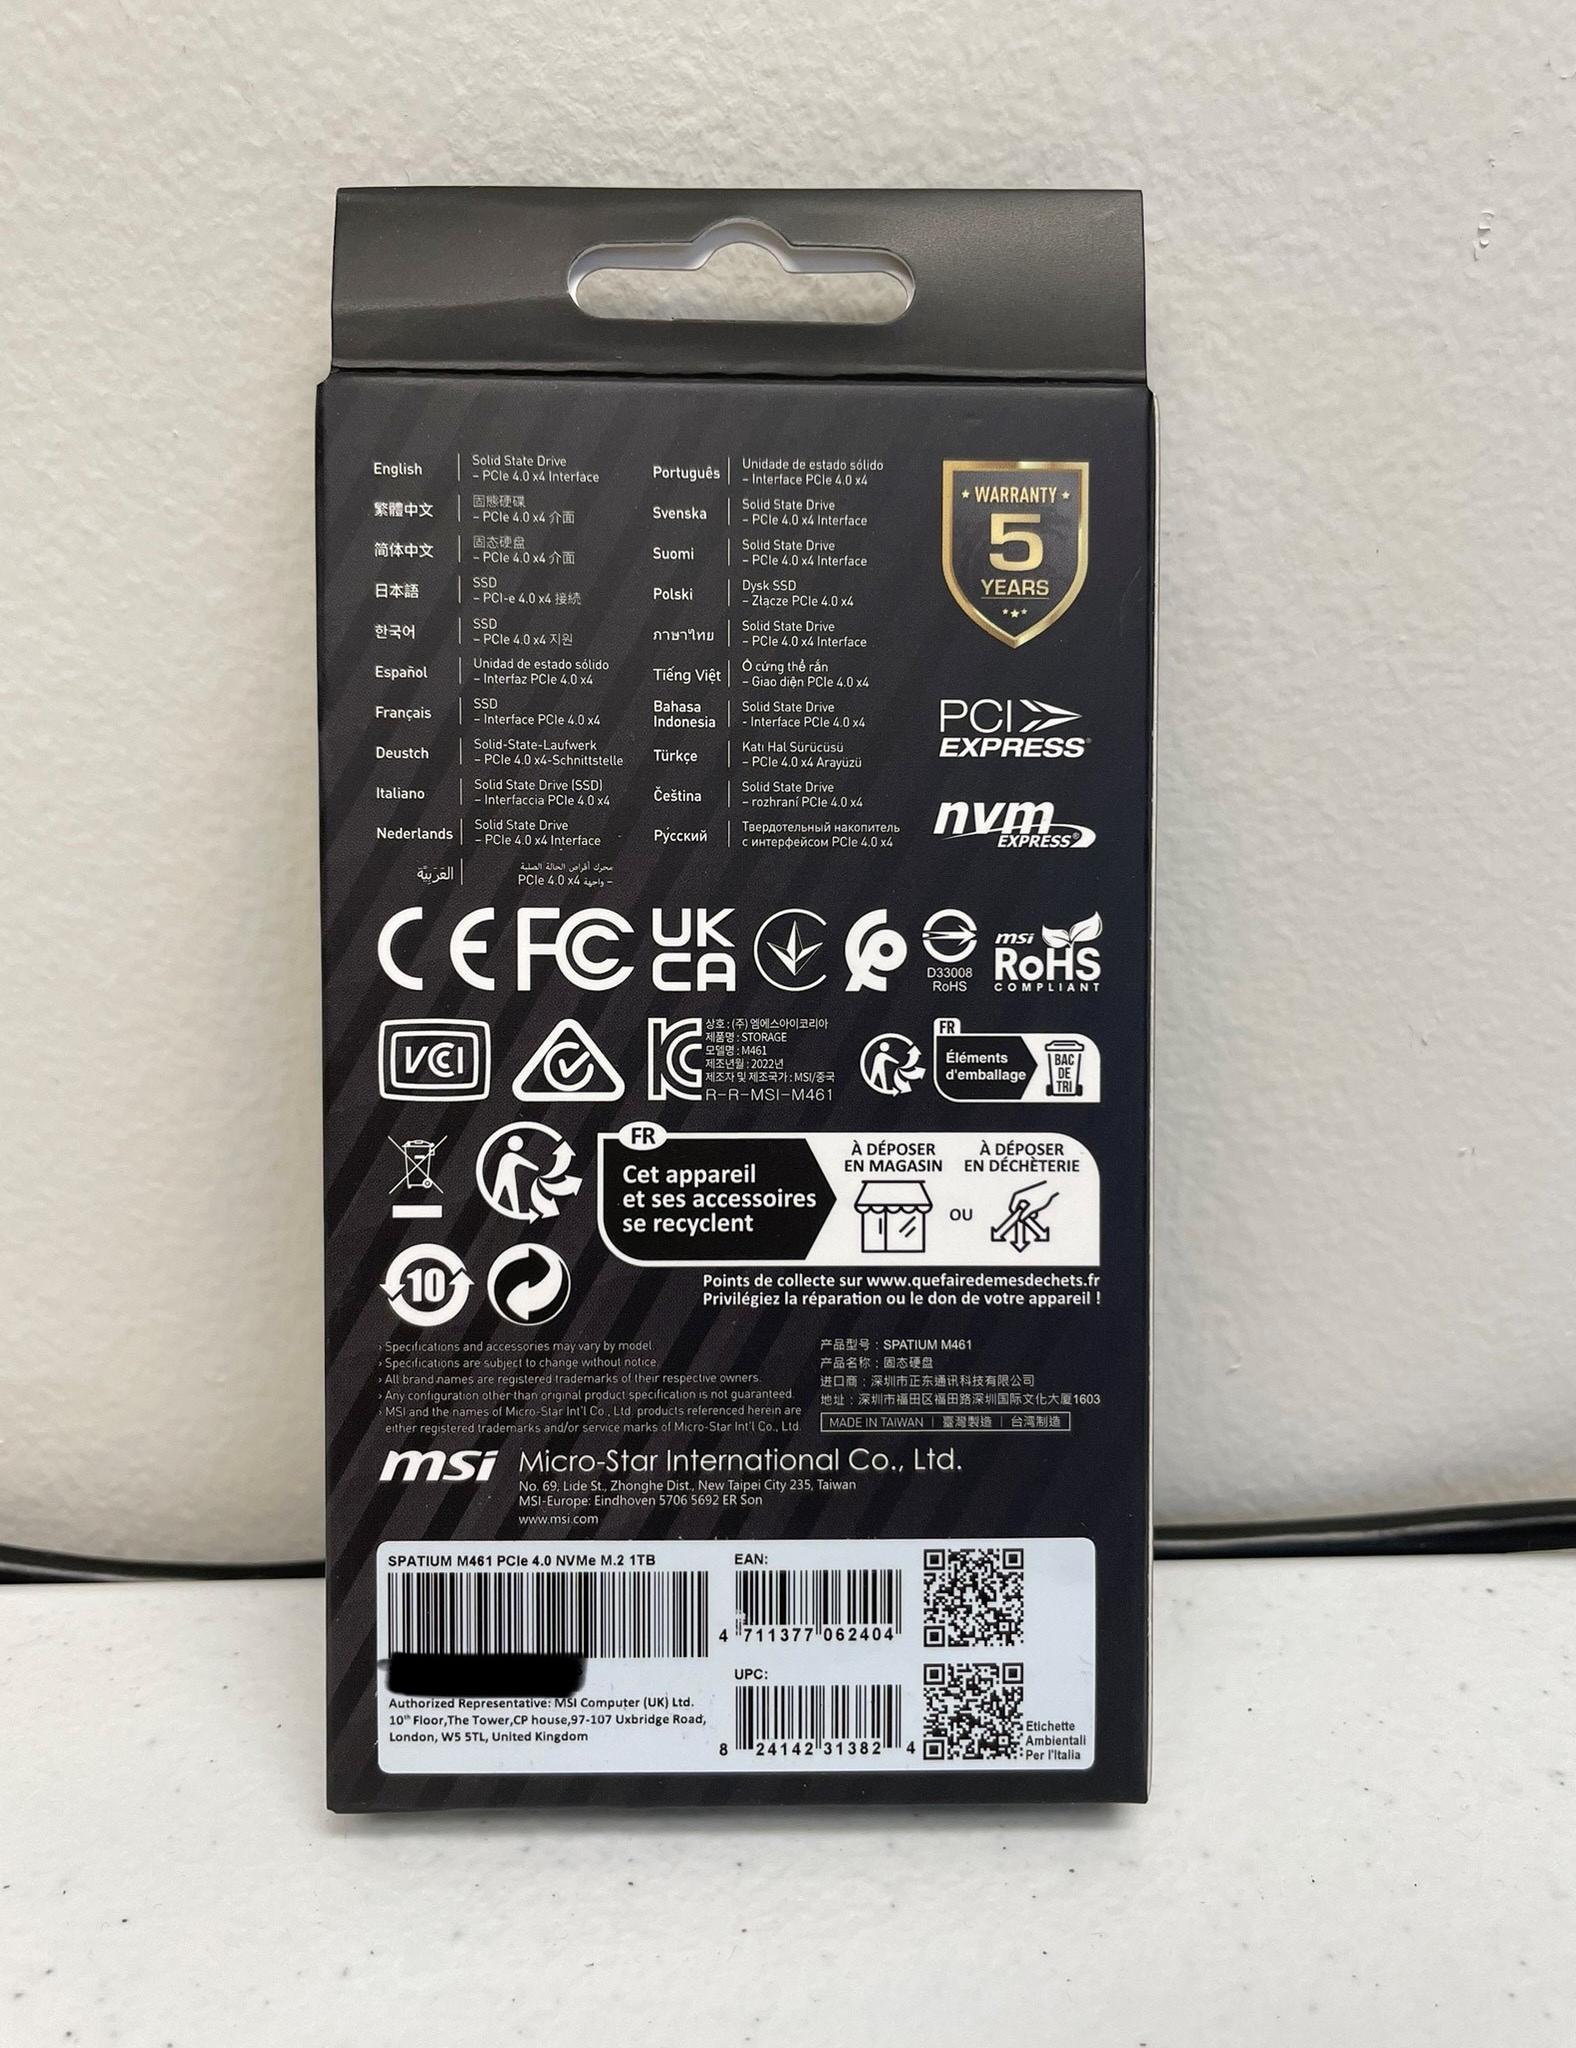 English
Solid State Drive
– PCIe 4.0 x4 Interface
繁體中文
固態硬碟
– PCIe 4.0 x4 介面
简体中文
固态硬盘
– PCIe 4.0 x4 介面
日本語
SSD
– PCI-e 4.0 x4 接続
한국어
SSD
– PCIe 4.0 x4 지원
Español
Unidad de estado sólido
– Interfaz PCIe 4.0 x4
Français
SSD
– Interface PCIe 4.0 x4
Deustch
Solid-State-Laufwerk
– PCIe 4.0 x4-Schnittstelle
Italiano
Solid State Drive (SSD)
– Interfaccia PCIe 4.0 x4
Nederlands
Solid State Drive
– PCIe 4.0 x4 Interface
العَرَبِيَّة
محرك أقراص الحالة الصلبة
– واجهة PCIe 4.0 x4
Português
Unidade de estado sólido
– Interface PCIe 4.0 x4
Svenska
Solid State Drive
– PCIe 4.0 x4 Interface
Suomi
Solid State Drive
– PCIe 4.0 x4 Interface
Polski
Dysk SSD
– Złącze PCIe 4.0 x4
ภาษาไทย
Solid State Drive
– PCIe 4.0 x4 Interface
Tiếng Việt
Ổ cứng thể rắn
– Giao diện PCIe 4.0 x4
Bahasa
Indonesia
Solid State Drive
- Interface PCIe 4.0 x4
Türkçe
Katı Hal Sürücüsü
– PCIe 4.0 x4 Arayüzü
Čeština
Solid State Drive
– rozhraní PCIe 4.0 x4
Ру́сский
Твердотельный накопитель
с интерфейсом PCIe 4.0 x4
WARRANTY
5
YEARS
PCI
EXPRESS®
nvm
EXPRESS®
CE FC
UK
CA
D33008
RoHS
msi
RoHS
COMPLIANT
VCI
상호 : (주) 엠에스아이코리아
제품명 : STORAGE
모델명 : M461
제조년월 : 2022년
제조자 및 제조국가 : MSI/중국
R-R-MSI-M461
FR
Éléments
d'emballage
BAC
DE
TRI
FR
Cet appareil
et ses accessoires
se recyclent
À DÉPOSER
EN MAGASIN
OU
À DÉPOSER
EN DÉCHÈTERIE
10
Points de collecte sur www.quefairedemesdechets.fr
Privilégiez la réparation ou le don de votre appareil !
› Specifications and accessories may vary by model.
› Specifications are subject to change without notice.
› All brand names are registered trademarks of their respective owners.
› Any configuration other than original product specification is not guaranteed.
› MSI and the names of Micro-Star Int'l Co., Ltd. products referenced herein are
either registered trademarks and/or service marks of Micro-Star Int'l Co., Ltd.
产品型号 : SPATIUM M461
产品名称 : 固态硬盘
进口商 : 深圳市正东通讯科技有限公司
地址 : 深圳市福田区福田路深圳国际文化大厦1603
MADE IN TAIWAN | 臺灣製造 | 台湾制造
msi
Micro-Star International Co., Ltd.
No. 69, Lide St., Zhonghe Dist., New Taipei City 235, Taiwan
MSI-Europe: Eindhoven 5706 5692 ER Son
www.msi.com
SPATIUM M461 PCIe 4.0 NVMe M.2 1TB
Authorized Representative: MSI Computer (UK) Ltd.
10th Floor,The Tower,CP house,97-107 Uxbridge Road,
London, W5 5TL, United Kingdom
EAN:
4 711377 062404
UPC:
8 24142 31382 4
Etichette
Ambientali
Per l'Italia